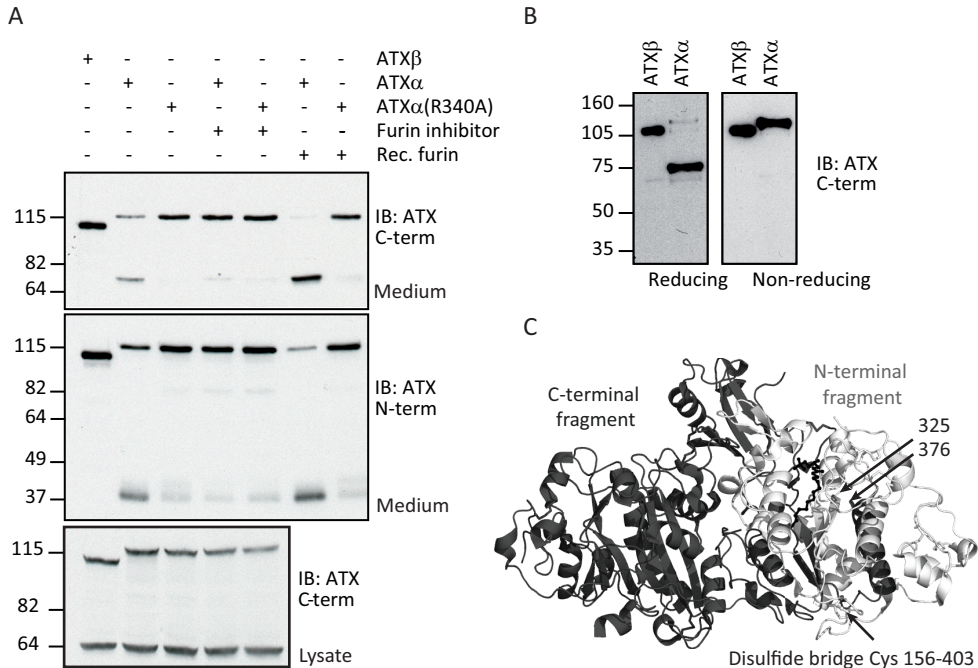 A
+ - - - - - - ATXβ
- + - + - + - ATXα
- - + - + - + ATXα(R340A)
- - - + + - - Furin inhibitor
- - - - - + + Rec. furin
115
82
64
IB: ATX
C-term
Medium
115
82
64
49
37
IB: ATX
N-term
Medium
115
82
64
IB: ATX
C-term
Lysate
B
ATXβ ATXα ATXβ ATXα
160
105
75
50
35
IB: ATX
C-term
Reducing Non-reducing
C
C-terminal
fragment
N-terminal
fragment
325
376
Disulfide bridge Cys 156-403